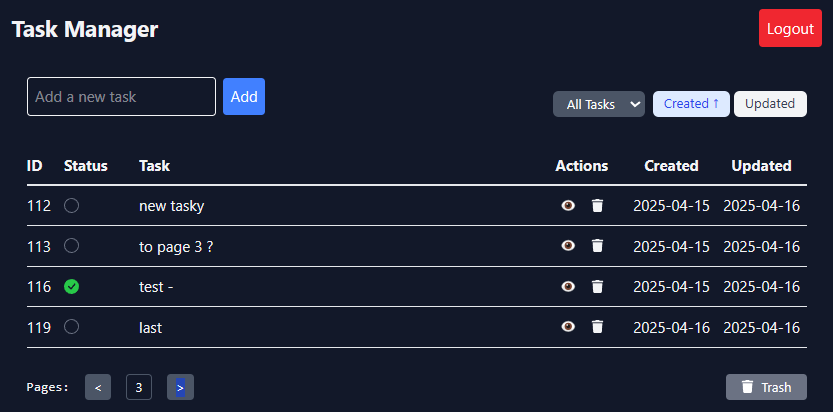 Task Manager Logout
Add a new task Add All Tasks Created ↑ Updated
ID Status Task Actions Created Updated
112 new tasky 2025-04-15 2025-04-16
113 to page 3 ? 2025-04-15 2025-04-16
116 test - 2025-04-15 2025-04-16
119 last 2025-04-16 2025-04-16
Pages: < 3 > Trash